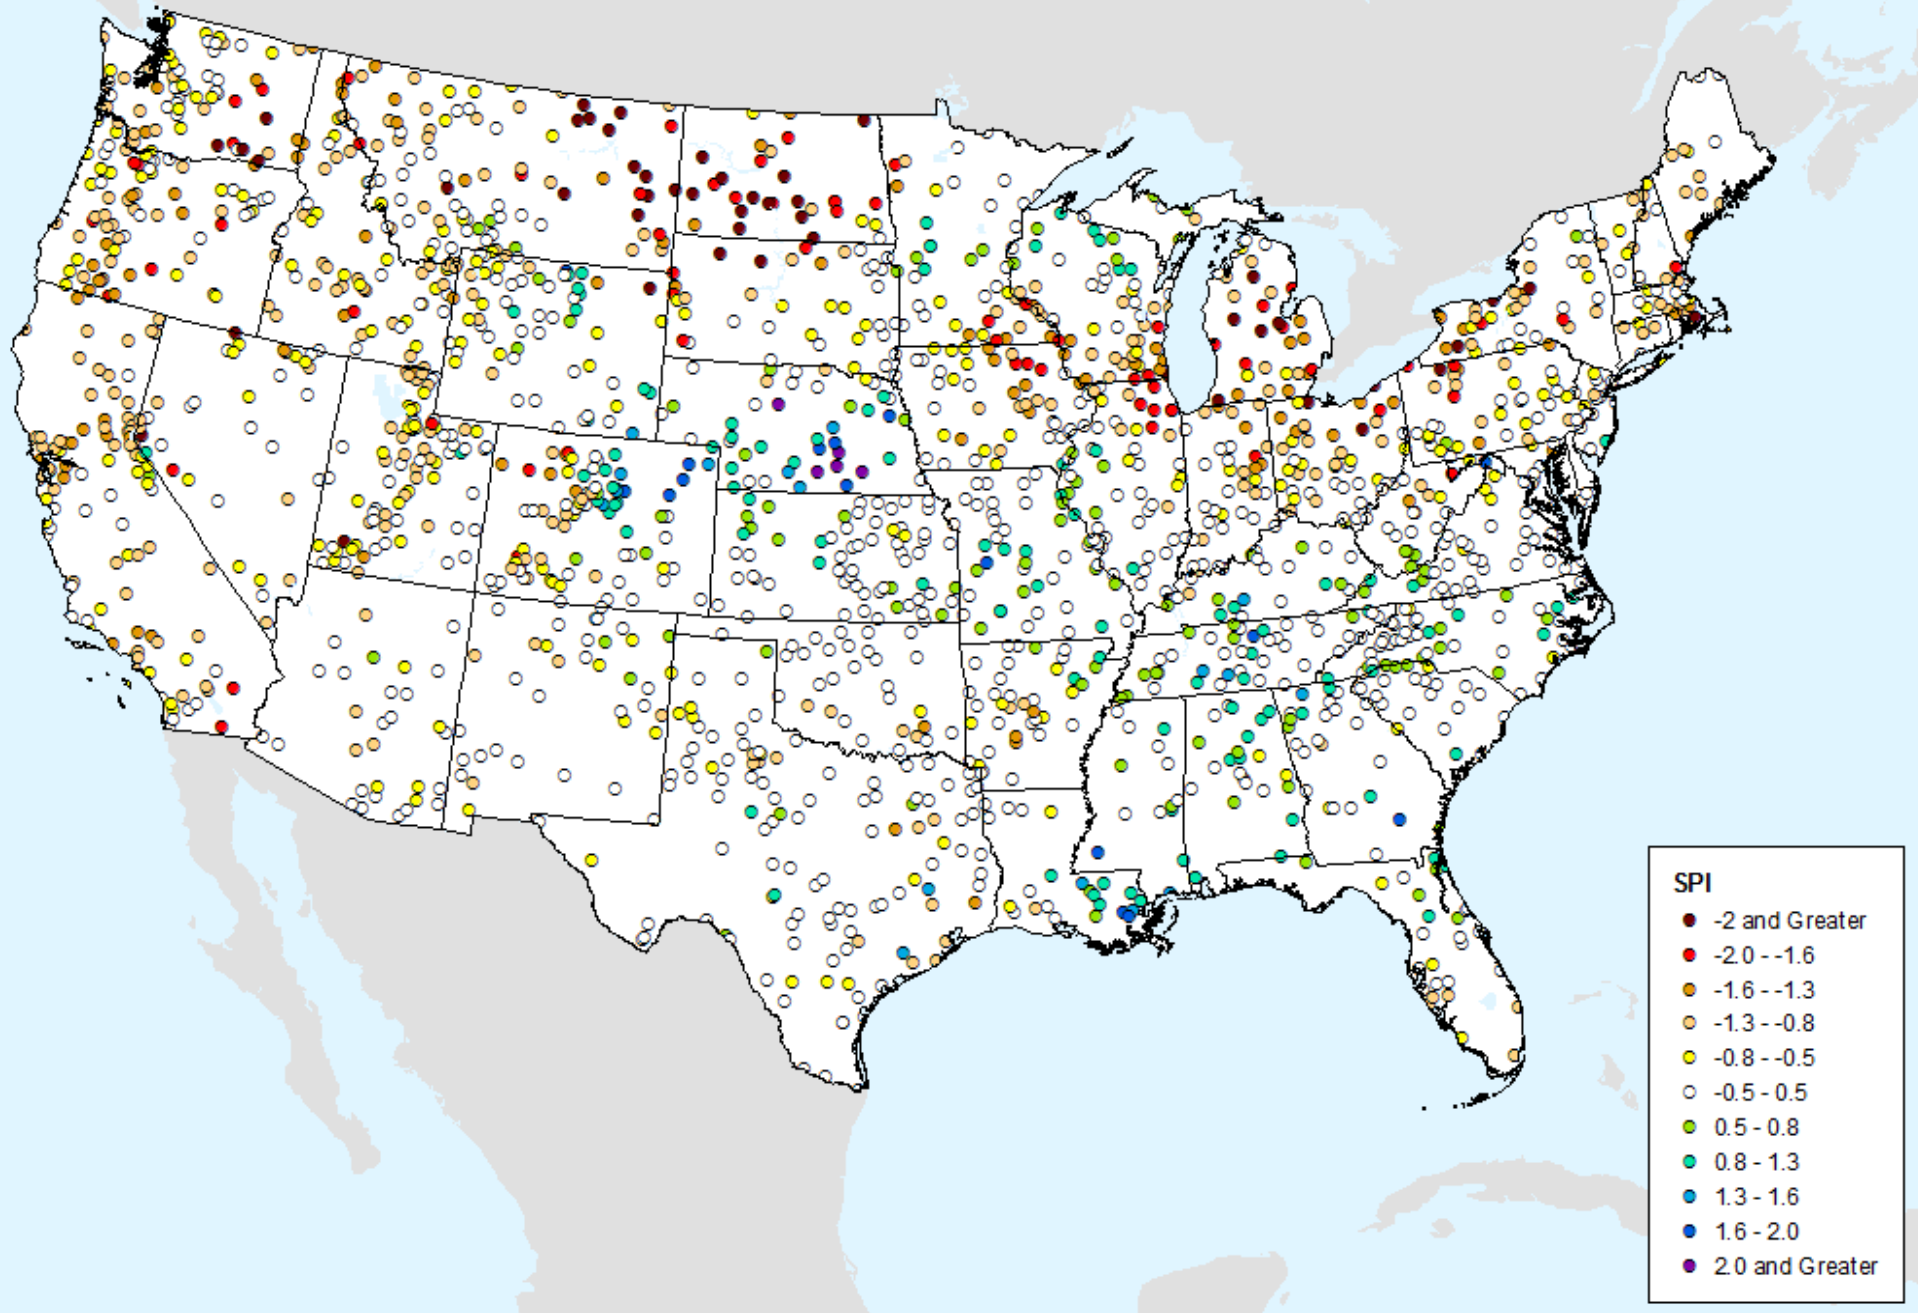 SPI
-2 and Greater
-2.0 - -1.6
-1.6 - -1.3
-1.3 - -0.8
-0.8 - -0.5
-0.5 - 0.5
0.5 - 0.8
0.8 - 1.3
1.3 - 1.6
1.6 - 2.0
2.0 and Greater